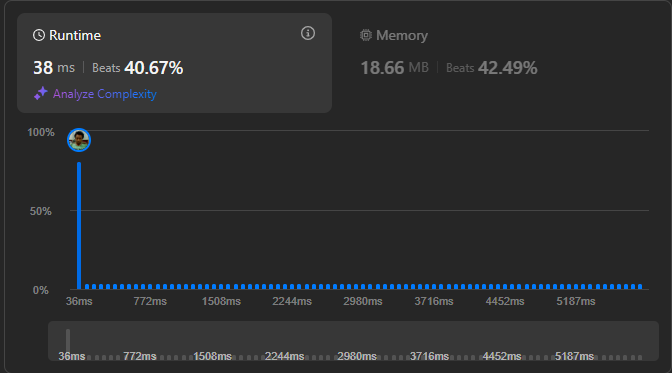 Runtime
38 ms | Beats 40.67%
Analyze Complexity
Memory
18.66 MB | Beats 42.49%
100%
50%
0%
36ms 772ms 1508ms 2244ms 2980ms 3716ms 4452ms 5187ms
36ms 772ms 1508ms 2244ms 2980ms 3716ms 4452ms 5187ms